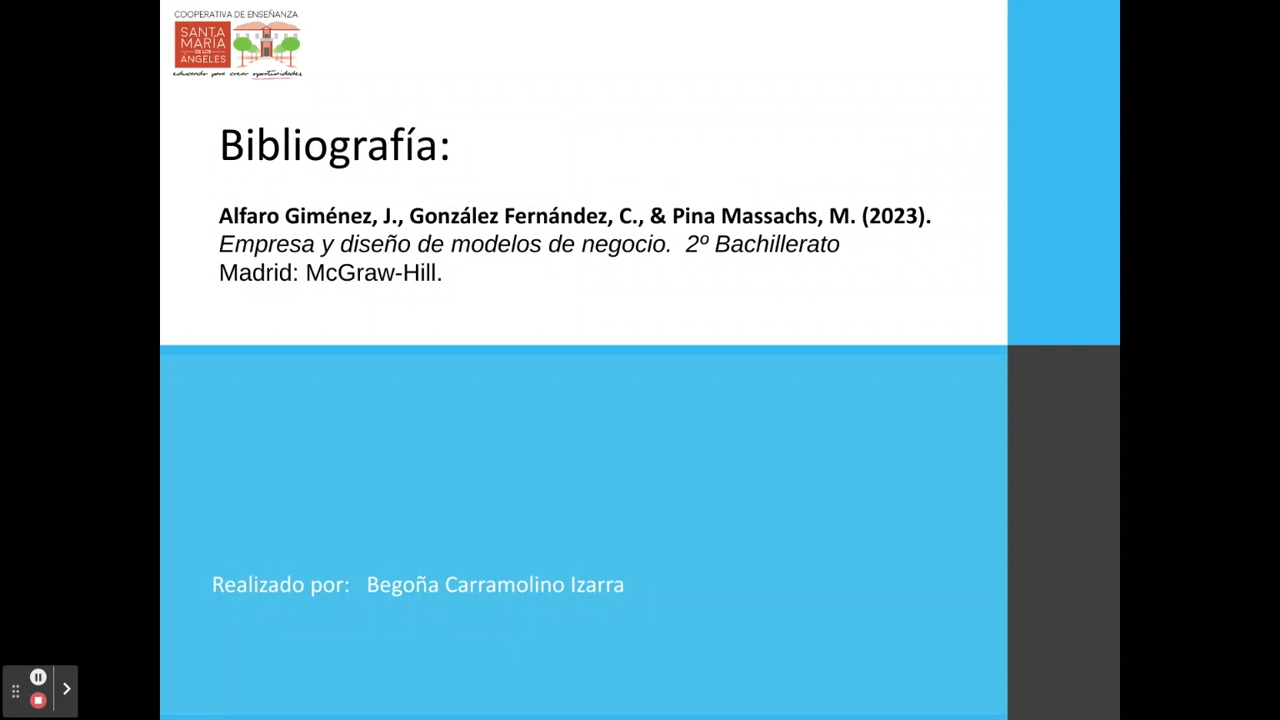 COOPERATIVA DE ENSEÑANZA
SANTA
MARÍA
DE LOS
ÁNGELES
educando para crear oportunidades
Bibliografía:
Alfaro Giménez, J., González Fernández, C., & Pina Massachs, M. (2023).
Empresa y diseño de modelos de negocio.  2º Bachillerato
Madrid: McGraw-Hill.
Realizado por:   Begoña Carramolino Izarra